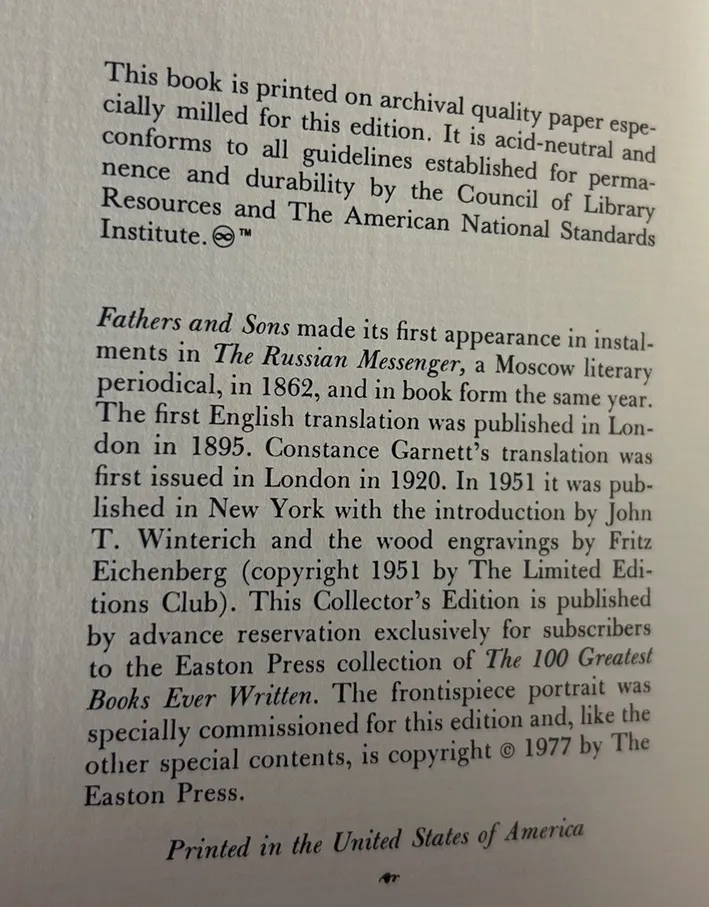 This book is printed on archival quality paper espe-
cially milled for this edition. It is acid-neutral and
conforms to all guidelines established for perma-
nence and durability by the Council of Library
Resources and The American National Standards
Institute. ♾™
Fathers and Sons made its first appearance in instal-
ments in The Russian Messenger, a Moscow literary
periodical, in 1862, and in book form the same year.
The first English translation was published in Lon-
don in 1895. Constance Garnett's translation was
first issued in London in 1920. In 1951 it was pub-
lished in New York with the introduction by John
T. Winterich and the wood engravings by Fritz
Eichenberg (copyright 1951 by The Limited Edi-
tions Club). This Collector's Edition is published
by advance reservation exclusively for subscribers
to the Easton Press collection of The 100 Greatest
Books Ever Written. The frontispiece portrait was
specially commissioned for this edition and, like the
other special contents, is copyright © 1977 by The
Easton Press.
Printed in the United States of America